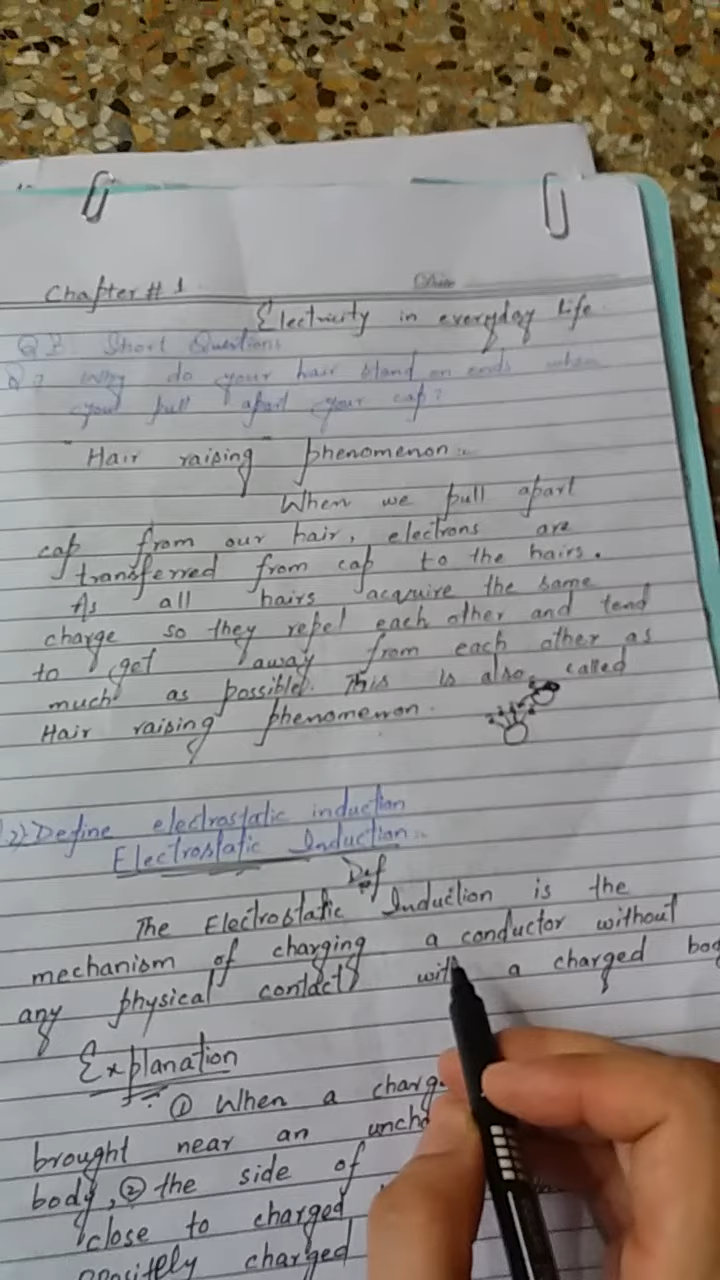 Chapter # 1
Date
Electricity in everyday life
Short Questions
why do your hair stand on ends when
you pull apart your cap?
"Hair raising" phenomenon:-
When we pull apart
cap from our hair, electrons are
transferred from cap to the hairs.
As all hairs acquire the same
charge so they repel each other and tend
to get away from each other as
much as possible. This is also called
Hair raising phenomenon.
2) Define electrostatic induction
Electrostatic Induction:-
Def
The Electrostatic Induction is the
mechanism of charging a conductor without
any physical contact with a charged bod
Explanation
① When a charg
brought near an uncha
body, ② the side of
close to charged
oppositely charged